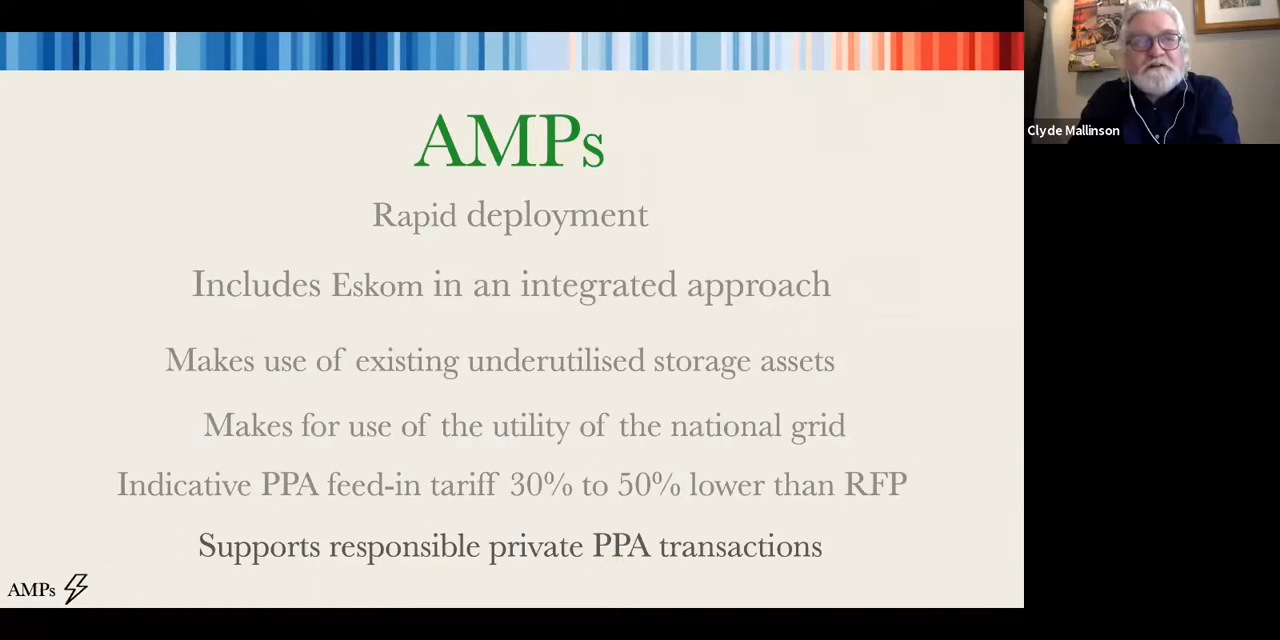 AMPs
Rapid deployment
Includes Eskom in an integrated approach
Makes use of existing underutilised storage assets
Makes for use of the utility of the national grid
Indicative PPA feed-in tariff 30% to 50% lower than RFP
Supports responsible private PPA transactions
AMPs
Clyde Mallinson